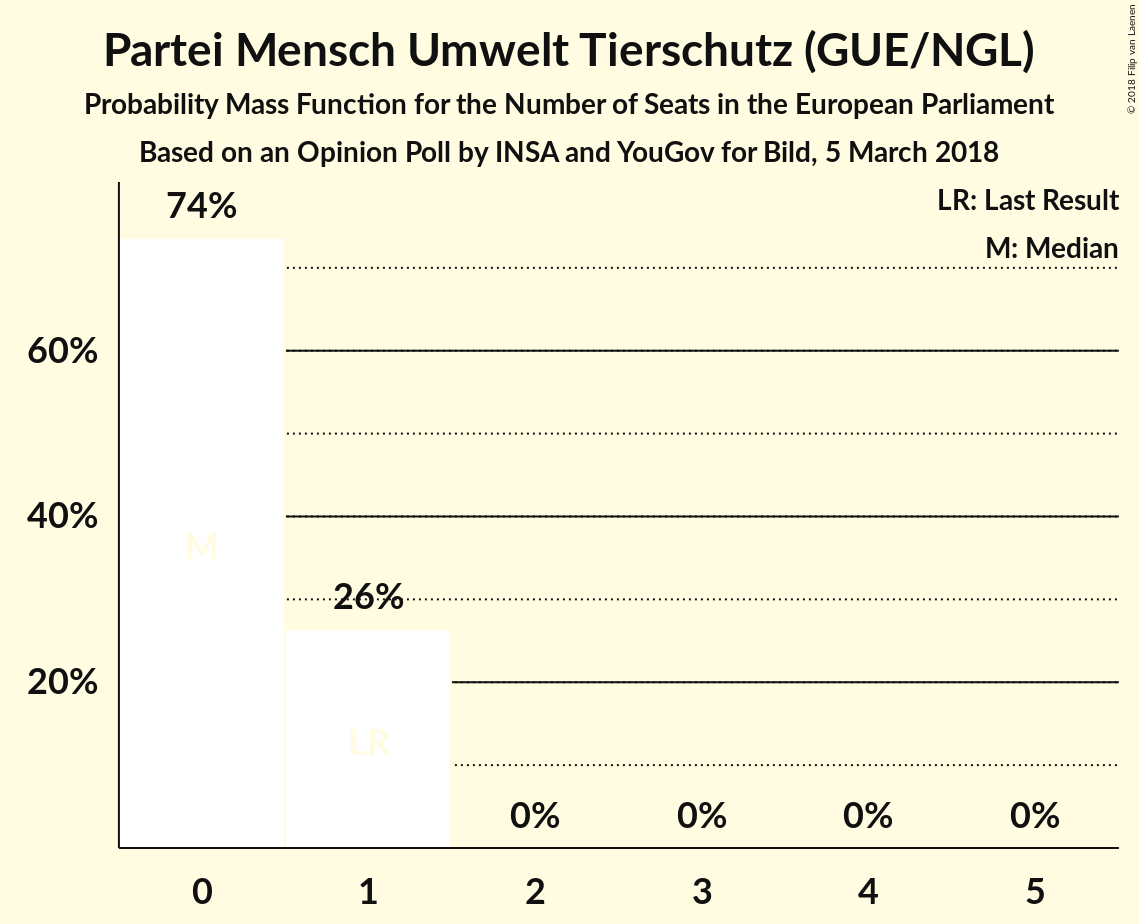 Partei Mensch Umwelt Tierschutz (GUE/NGL)
Probability Mass Function for the Number of Seats in the European Parliament
Based on an Opinion Poll by INSA and YouGov for Bild, 5 March 2018
© 2018 Filip van Laenen
LR: Last Result
M: Median
74%
60%
40%
M
26%
20%
LR
0% 0% 0% 0%
0 1 2 3 4 5